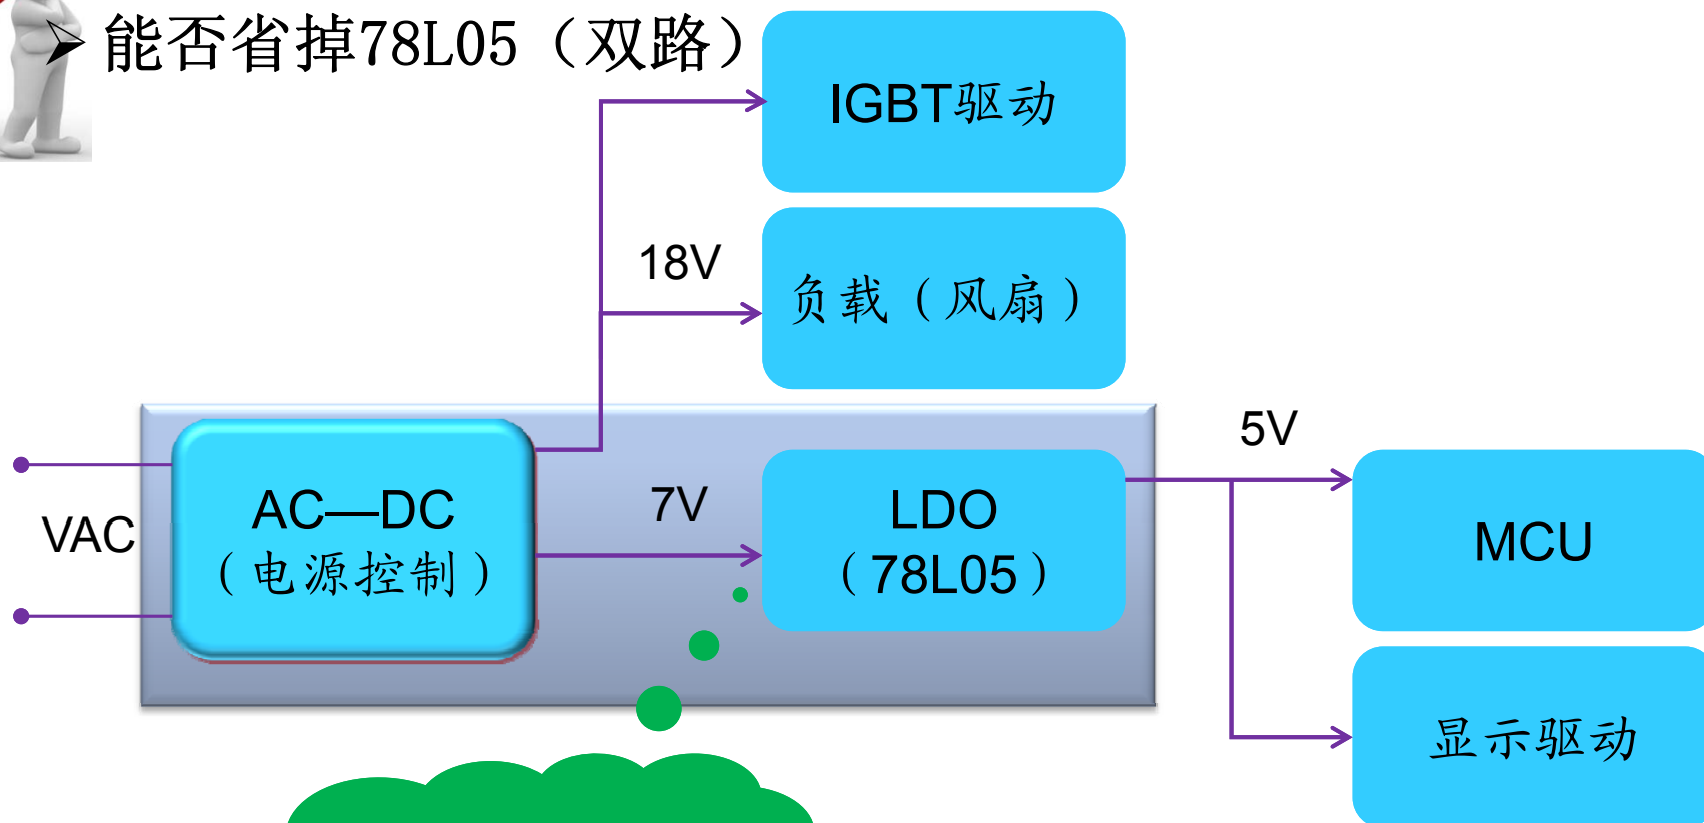 ➢ 能否省掉78L05（双路）
IGBT驱动
18V
负载（风扇）
5V
VAC
AC—DC
（电源控制）
7V
LDO
（78L05）
MCU
显示驱动